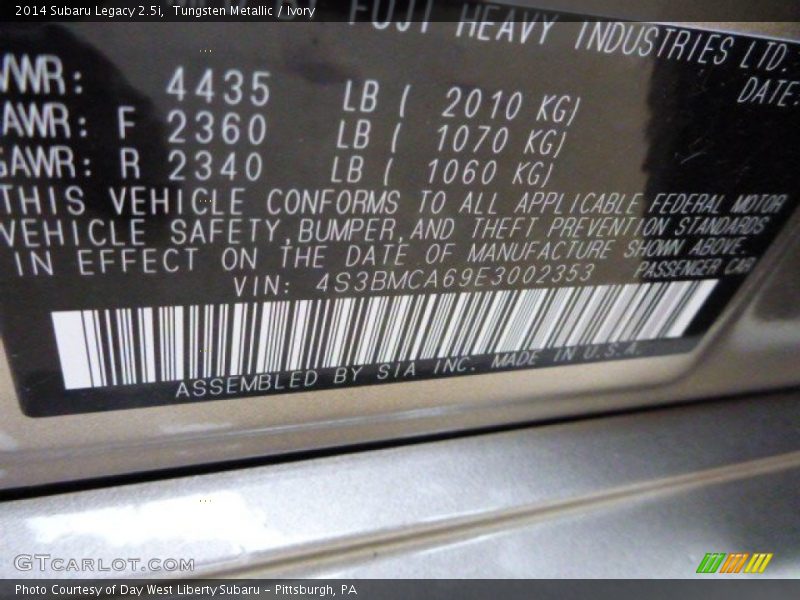 2014 Subaru Legacy 2.5i, Tungsten Metallic / Ivory
FUJI HEAVY INDUSTRIES LTD.
DATE:
VWR: 4435 LB ( 2010 KG)
AWR: F 2360 LB ( 1070 KG)
GAWR: R 2340 LB ( 1060 KG)
THIS VEHICLE CONFORMS TO ALL APPLICABLE FEDERAL MOTOR
VEHICLE SAFETY, BUMPER, AND THEFT PREVENTION STANDARDS
IN EFFECT ON THE DATE OF MANUFACTURE SHOWN ABOVE.
VIN: 4S3BMCA69E3002353 PASSENGER CAR
ASSEMBLED BY SIA INC. MADE IN U.S.A.
GTCARLOT.COM
Photo Courtesy of Day West Liberty Subaru - Pittsburgh, PA